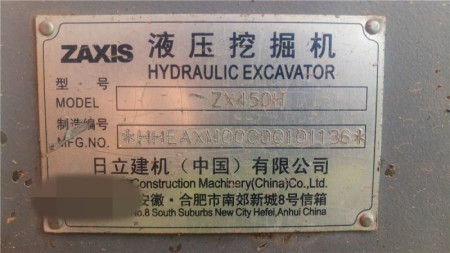 ZAXIS 液压挖掘机
HYDRAULIC EXCAVATOR
型号
MODEL ZX450H
制造编号
MFG.NO. *HHEAXM00C00101136*
日立建机（中国）有限公司
Construction Machinery(China)Co.,Ltd.
安徽·合肥市南郊新城8号信箱
No.8 South Suburbs New City Hefei,Anhui China